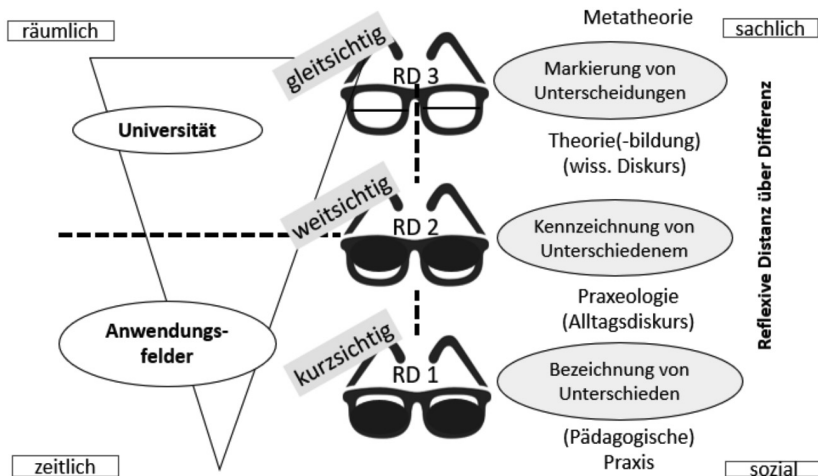 räumlich
Metatheorie
sachlich
gleitsichtig
RD 3
Markierung von
Unterscheidungen
Universität
Theorie(-bildung)
(wiss. Diskurs)
Reflexive Distanz über Differenz
weitsichtig
RD 2
Kennzeichnung von
Unterschiedenem
Praxeologie
(Alltagsdiskurs)
Anwendungs-
felder
kurzsichtig
RD 1
Bezeichnung von
Unterschieden
(Pädagogische)
Praxis
zeitlich
sozial